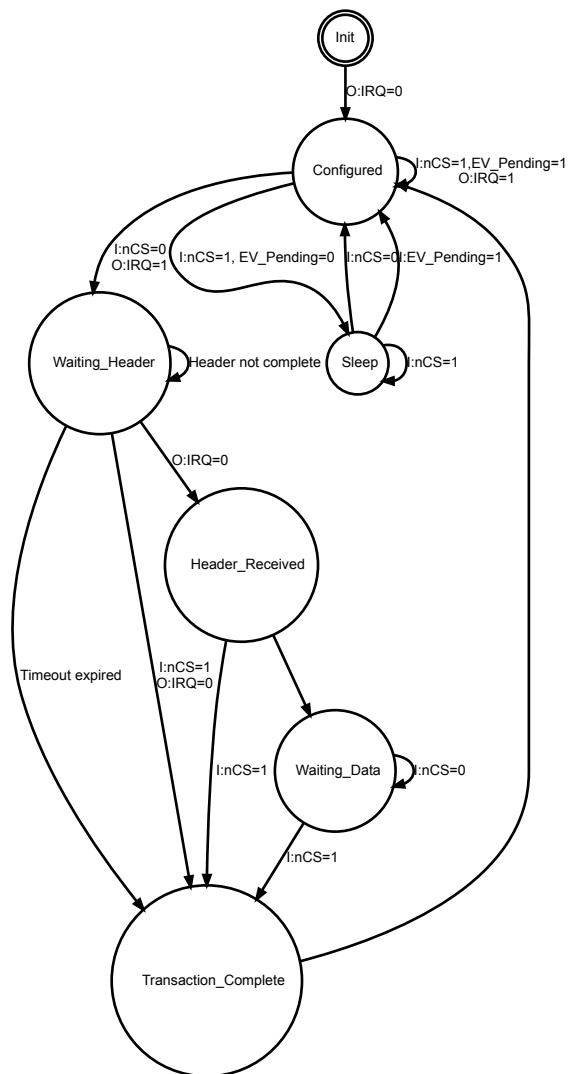 Init
O:IRQ=0
Configured
I:nCS=1,EV_Pending=1
O:IRQ=1
I:nCS=0
O:IRQ=1
I:nCS=1, EV_Pending=0
I:nCS=0
I:EV_Pending=1
Waiting_Header
Header not complete
Sleep
I:nCS=1
O:IRQ=0
Header_Received
Timeout expired
I:nCS=1
O:IRQ=0
I:nCS=1
Waiting_Data
I:nCS=0
I:nCS=1
Transaction_Complete